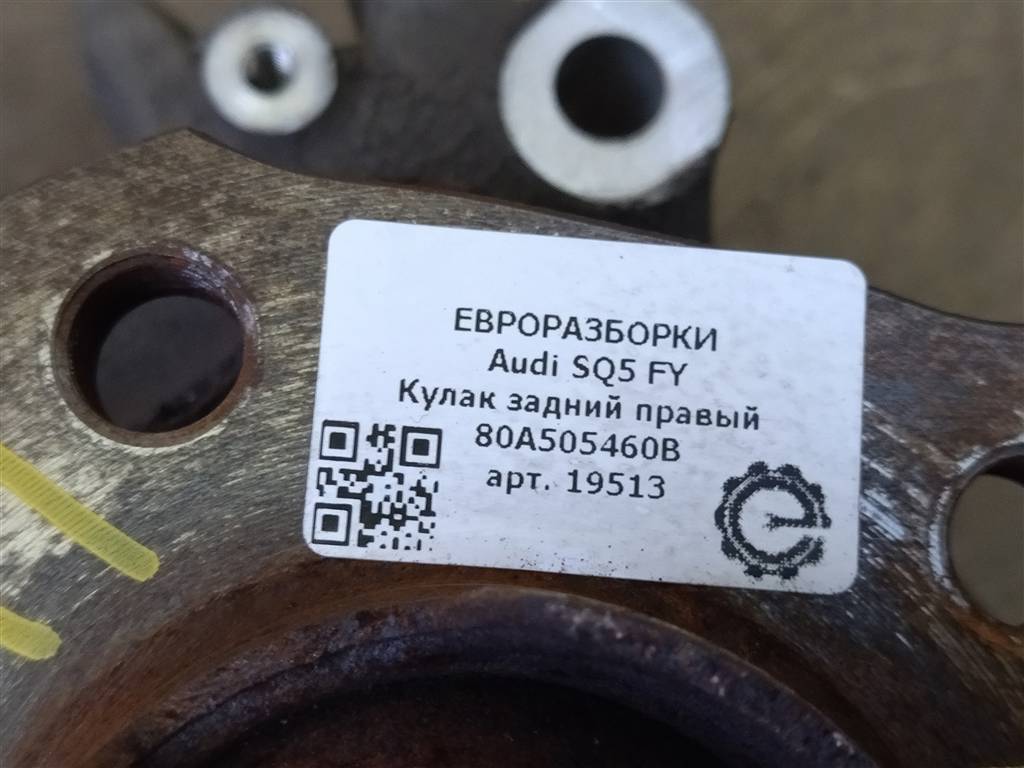 ЕВРОРАЗБОРКИ
Audi SQ5 FY
Кулак задний правый
80A505460B
арт. 19513